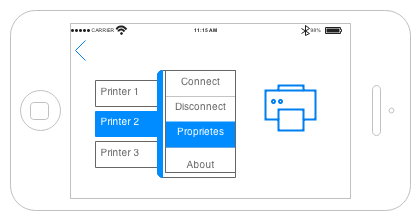 CARRIER
11:15 AM
98%
Printer 1
Printer 2
Printer 3
Connect
Disconnect
Proprietes
About